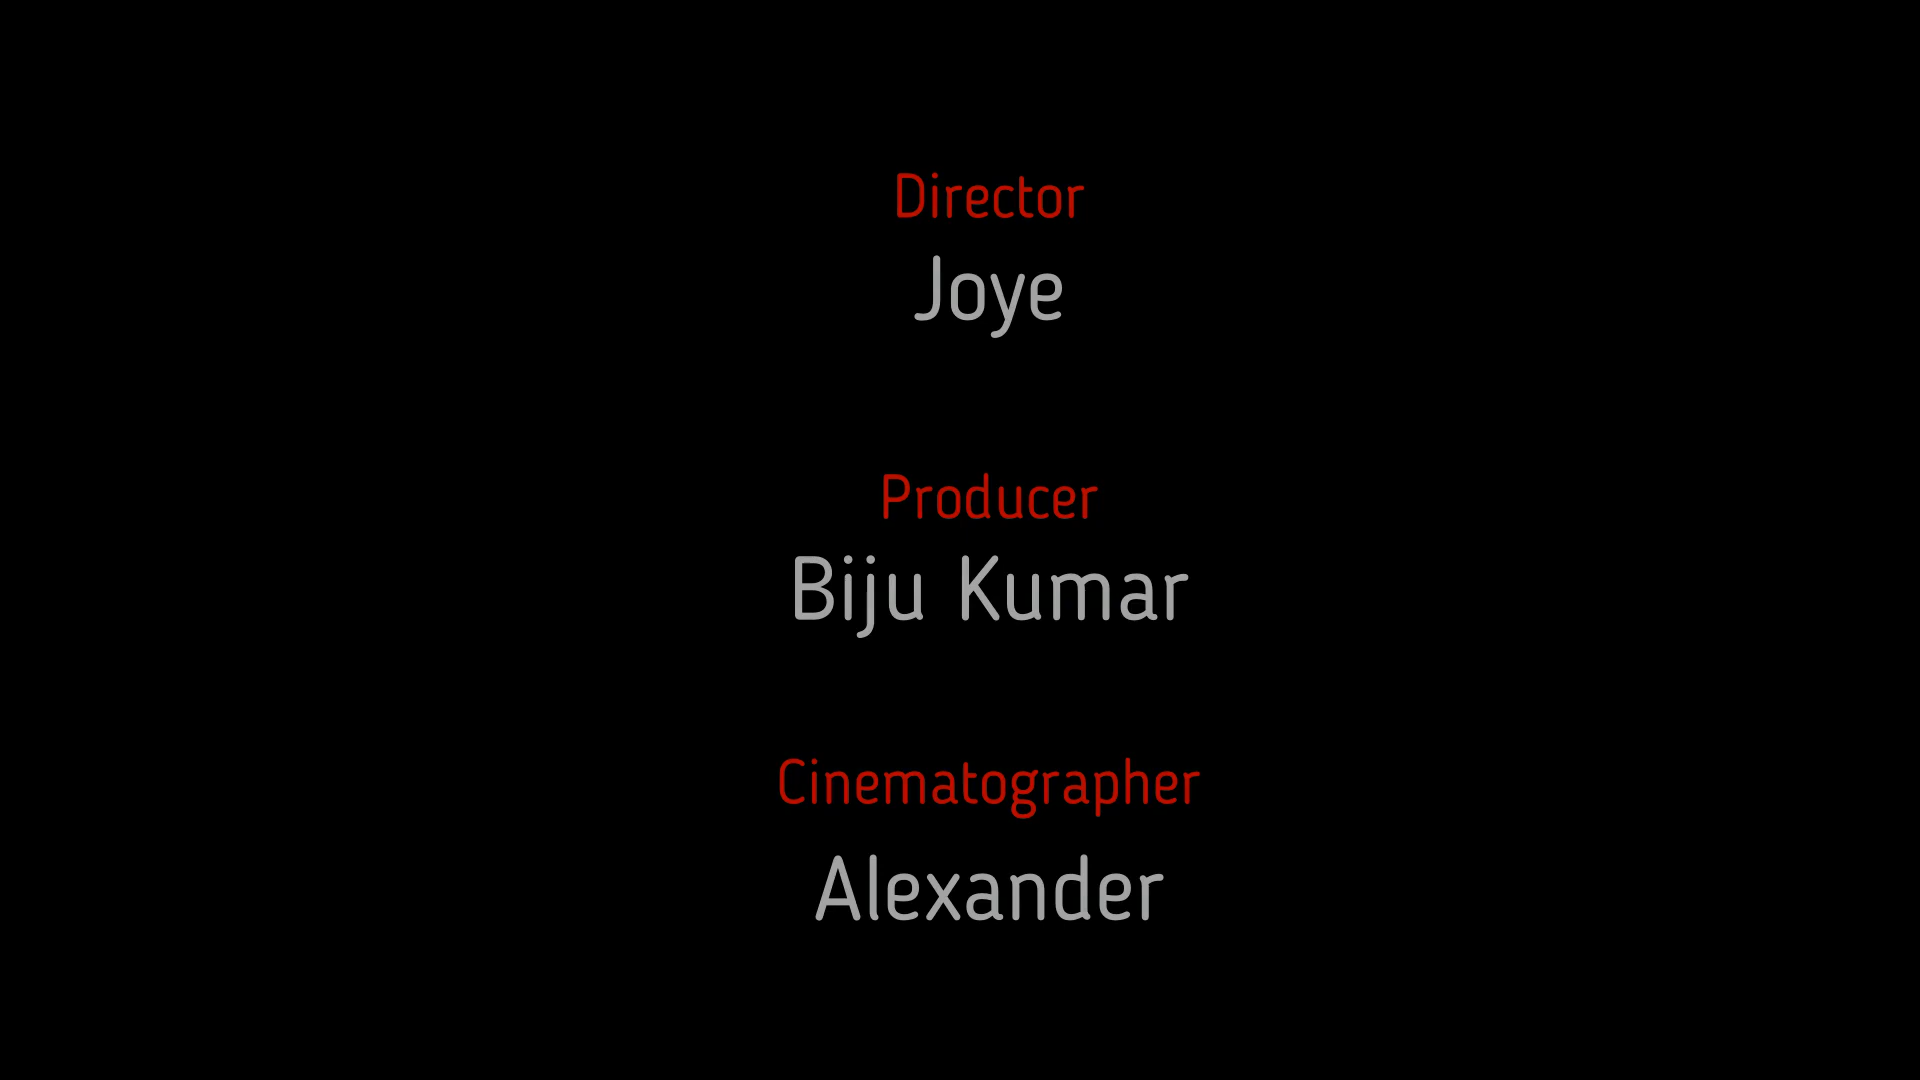 Director
Joye
Producer
Biju Kumar
Cinematographer
Alexander